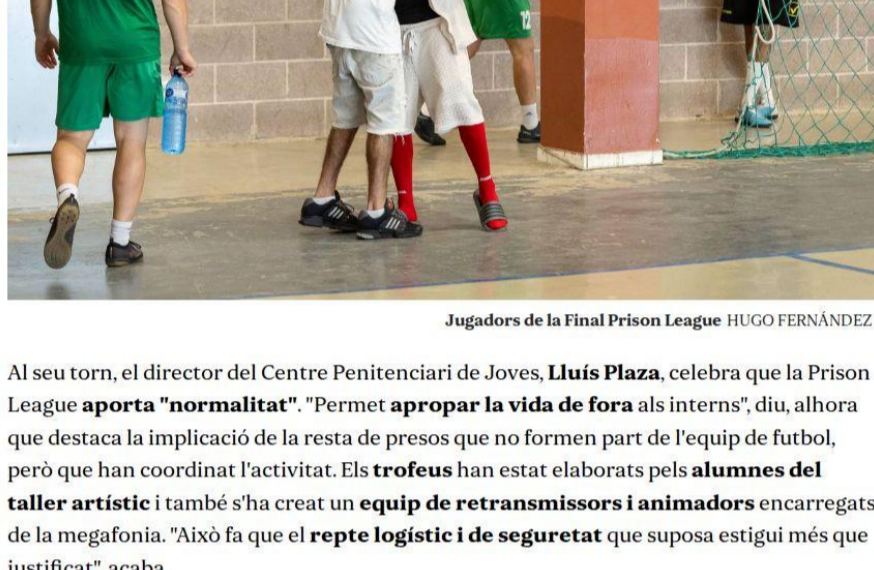 12
Jugadors de la Final Prison League HUGO FERNÁNDEZ
Al seu torn, el director del Centre Penitenciari de Joves, Lluís Plaza, celebra que la Prison
League aporta "normalitat". "Permet apropar la vida de fora als interns", diu, alhora
que destaca la implicació de la resta de presos que no formen part de l'equip de futbol,
però que han coordinat l'activitat. Els trofeus han estat elaborats pels alumnes del
taller artístic i també s'ha creat un equip de retransmissors i animadors encarregats
de la megafonia. "Això fa que el repte logístic i de seguretat que suposa estigui més que
justificat", acaba.